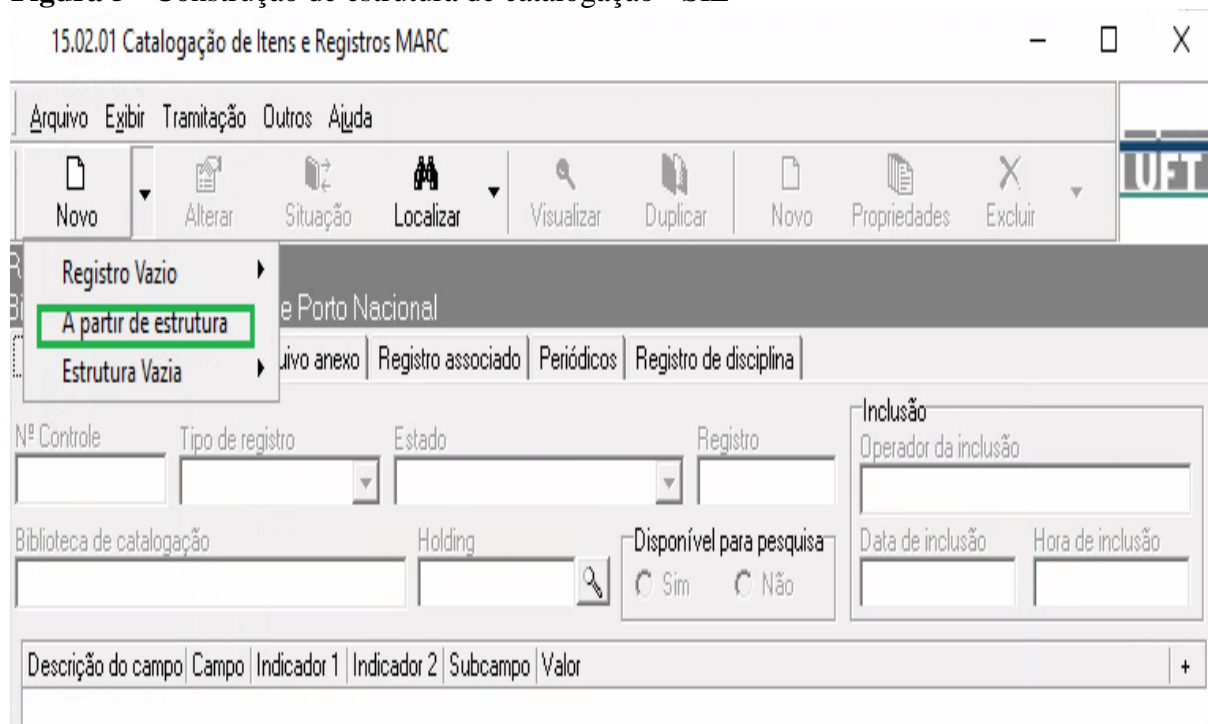 15.02.01 Catalogação de Itens e Registros MARC
Arquivo Exibir Tramitação Outros Ajuda
Novo Alterar Situação Localizar Visualizar Duplicar Novo Propriedades Excluir
UFT
Registro Vazio
A partir de estrutura
Estrutura Vazia
e Porto Nacional
uivo anexo Registro associado Periódicos Registro de disciplina
Nº Controle Tipo de registro Estado Registro
Inclusão
Operador da inclusão
Biblioteca de catalogação Holding Disponível para pesquisa Data de inclusão Hora de inclusão
Sim Não
Descrição do campo Campo Indicador 1 Indicador 2 Subcampo Valor +